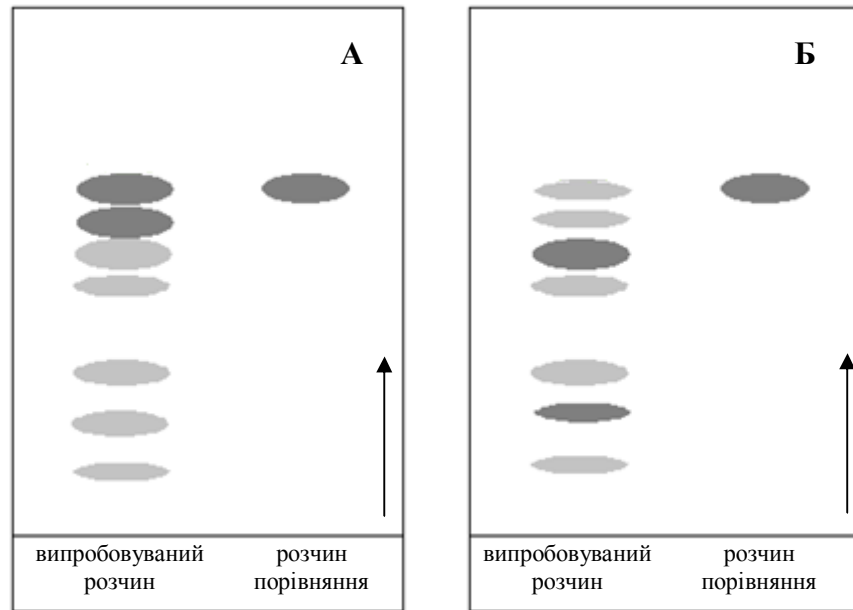 А
випробовуваний
розчин
розчин
порівняння
Б
випробовуваний
розчин
розчин
порівняння